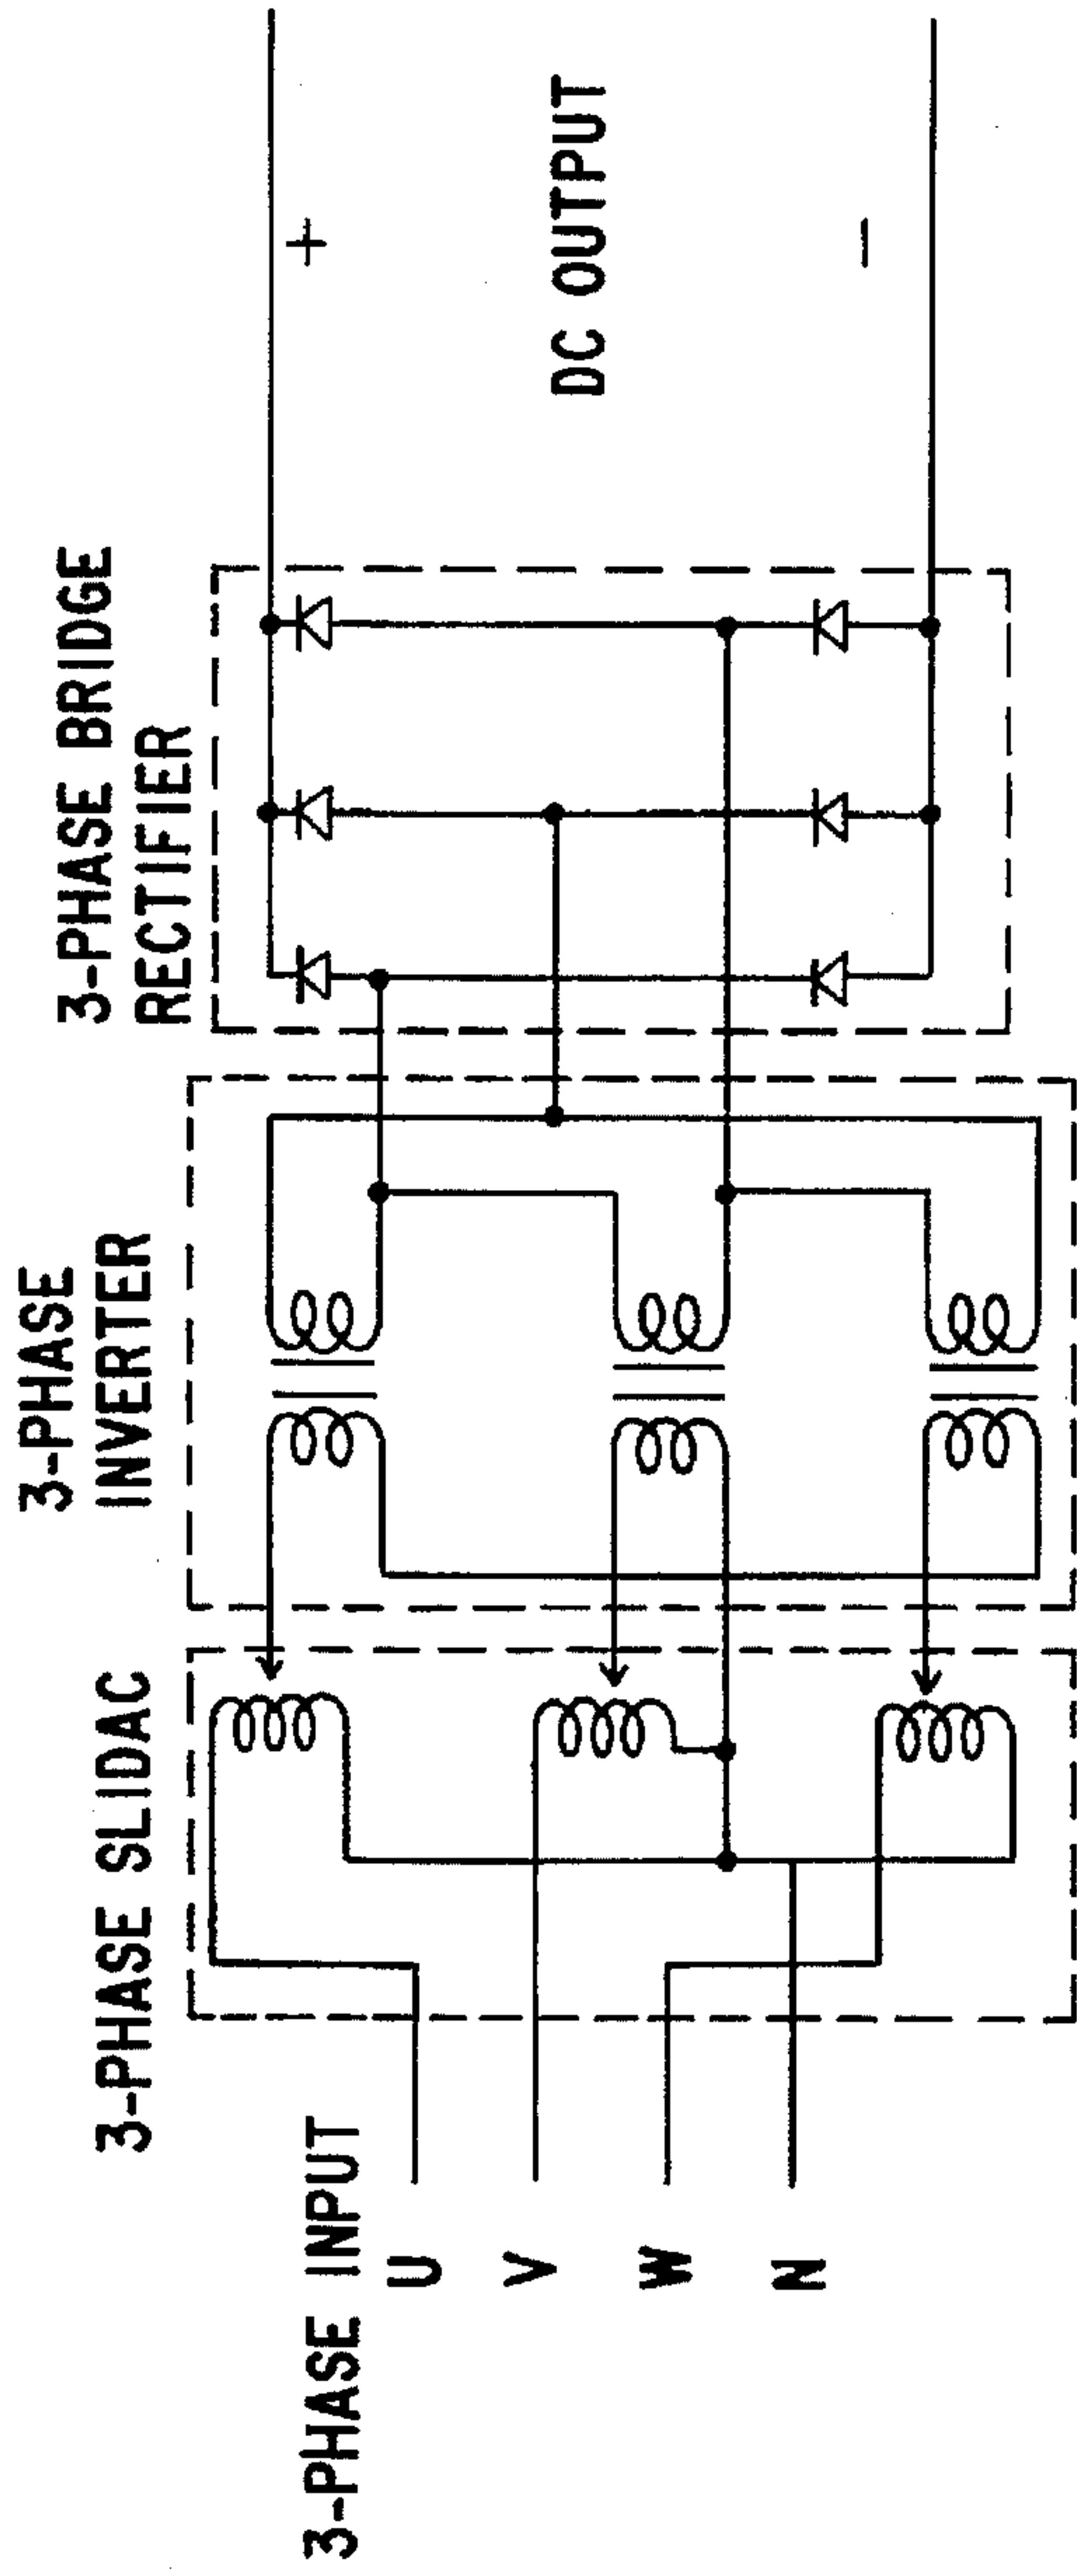 3-PHASE INPUT
U
V
W
N
3-PHASE SLIDAC
3-PHASE
INVERTER
3-PHASE BRIDGE
RECTIFIER
+
DC OUTPUT
−